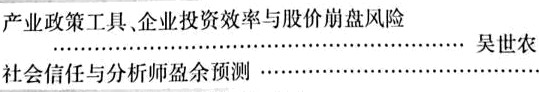 产业政策工具、企业投资效率与股价崩盘风险
…………………………………………………… 吴世农
社会信任与分析师盈余预测 ……………………………………